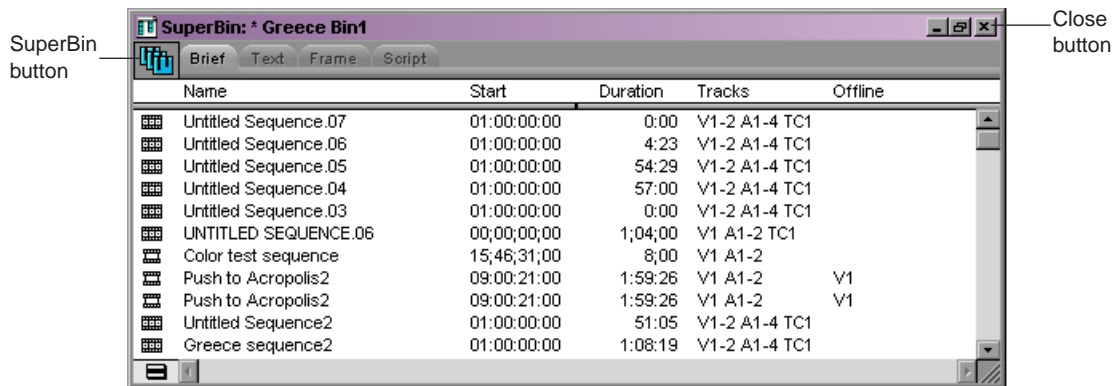 SuperBin: * Greece Bin1
Close button
SuperBin button
Brief Text Frame Script
Name Start Duration Tracks Offline
Untitled Sequence.07 01:00:00:00 0:00 V1-2 A1-4 TC1
Untitled Sequence.06 01:00:00:00 4:23 V1-2 A1-4 TC1
Untitled Sequence.05 01:00:00:00 54:29 V1-2 A1-4 TC1
Untitled Sequence.04 01:00:00:00 57:00 V1-2 A1-4 TC1
Untitled Sequence.03 01:00:00:00 0:00 V1-2 A1-4 TC1
UNTITLED SEQUENCE.06 00;00;00;00 1;04;00 V1 A1-2 TC1
Color test sequence 15;46;31;00 8;00 V1 A1-2
Push to Acropolis2 09:00:21:00 1:59:26 V1 A1-2 V1
Push to Acropolis2 09:00:21:00 1:59:26 V1 A1-2 V1
Untitled Sequence2 01:00:00:00 51:05 V1-2 A1-4 TC1
Greece sequence2 01:00:00:00 1:08:19 V1-2 A1-4 TC1